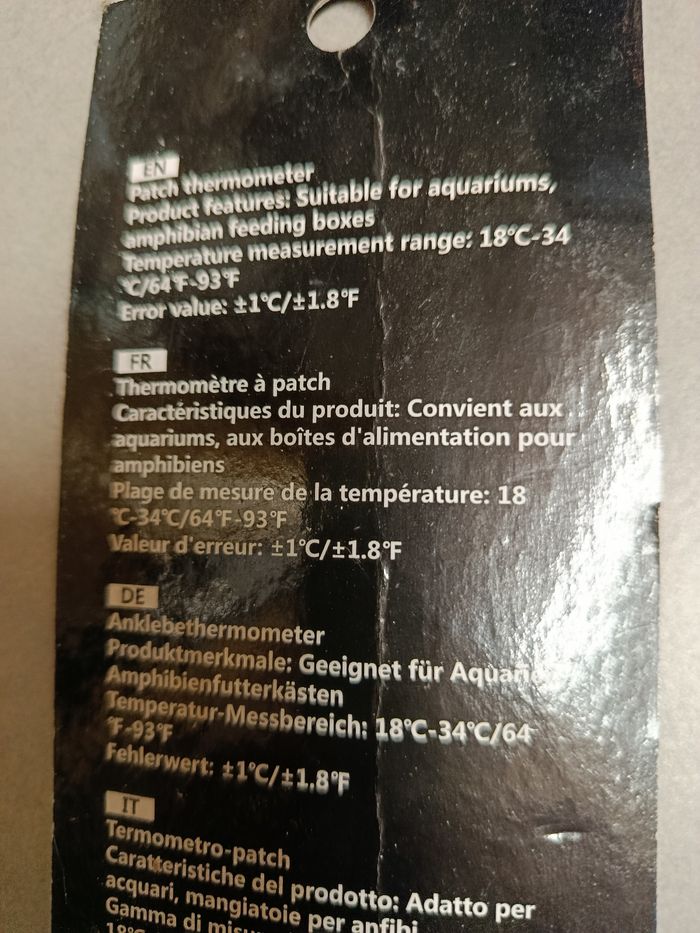 EN
Patch thermometer
Product features: Suitable for aquariums,
amphibian feeding boxes
Temperature measurement range: 18℃-34
℃/64℉-93℉
Error value: ±1℃/±1.8℉
FR
Thermomètre à patch
Caractéristiques du produit: Convient aux
aquariums, aux boîtes d'alimentation pour
amphibiens
Plage de mesure de la température: 18
℃-34℃/64℉-93℉
Valeur d'erreur: ±1℃/±1.8℉
DE
Anklebethermometer
Produktmerkmale: Geeignet für
Amphibienfutterkästen
Temperatur-Messbereich: 18℃-34℃/64
℉-93℉
Fehlerwert: ±1℃/±1.8℉
IT
Termometro-patch
Caratteristiche del prodotto: Adatto per
acquari, mangiatoie per anfibi
Gamma di